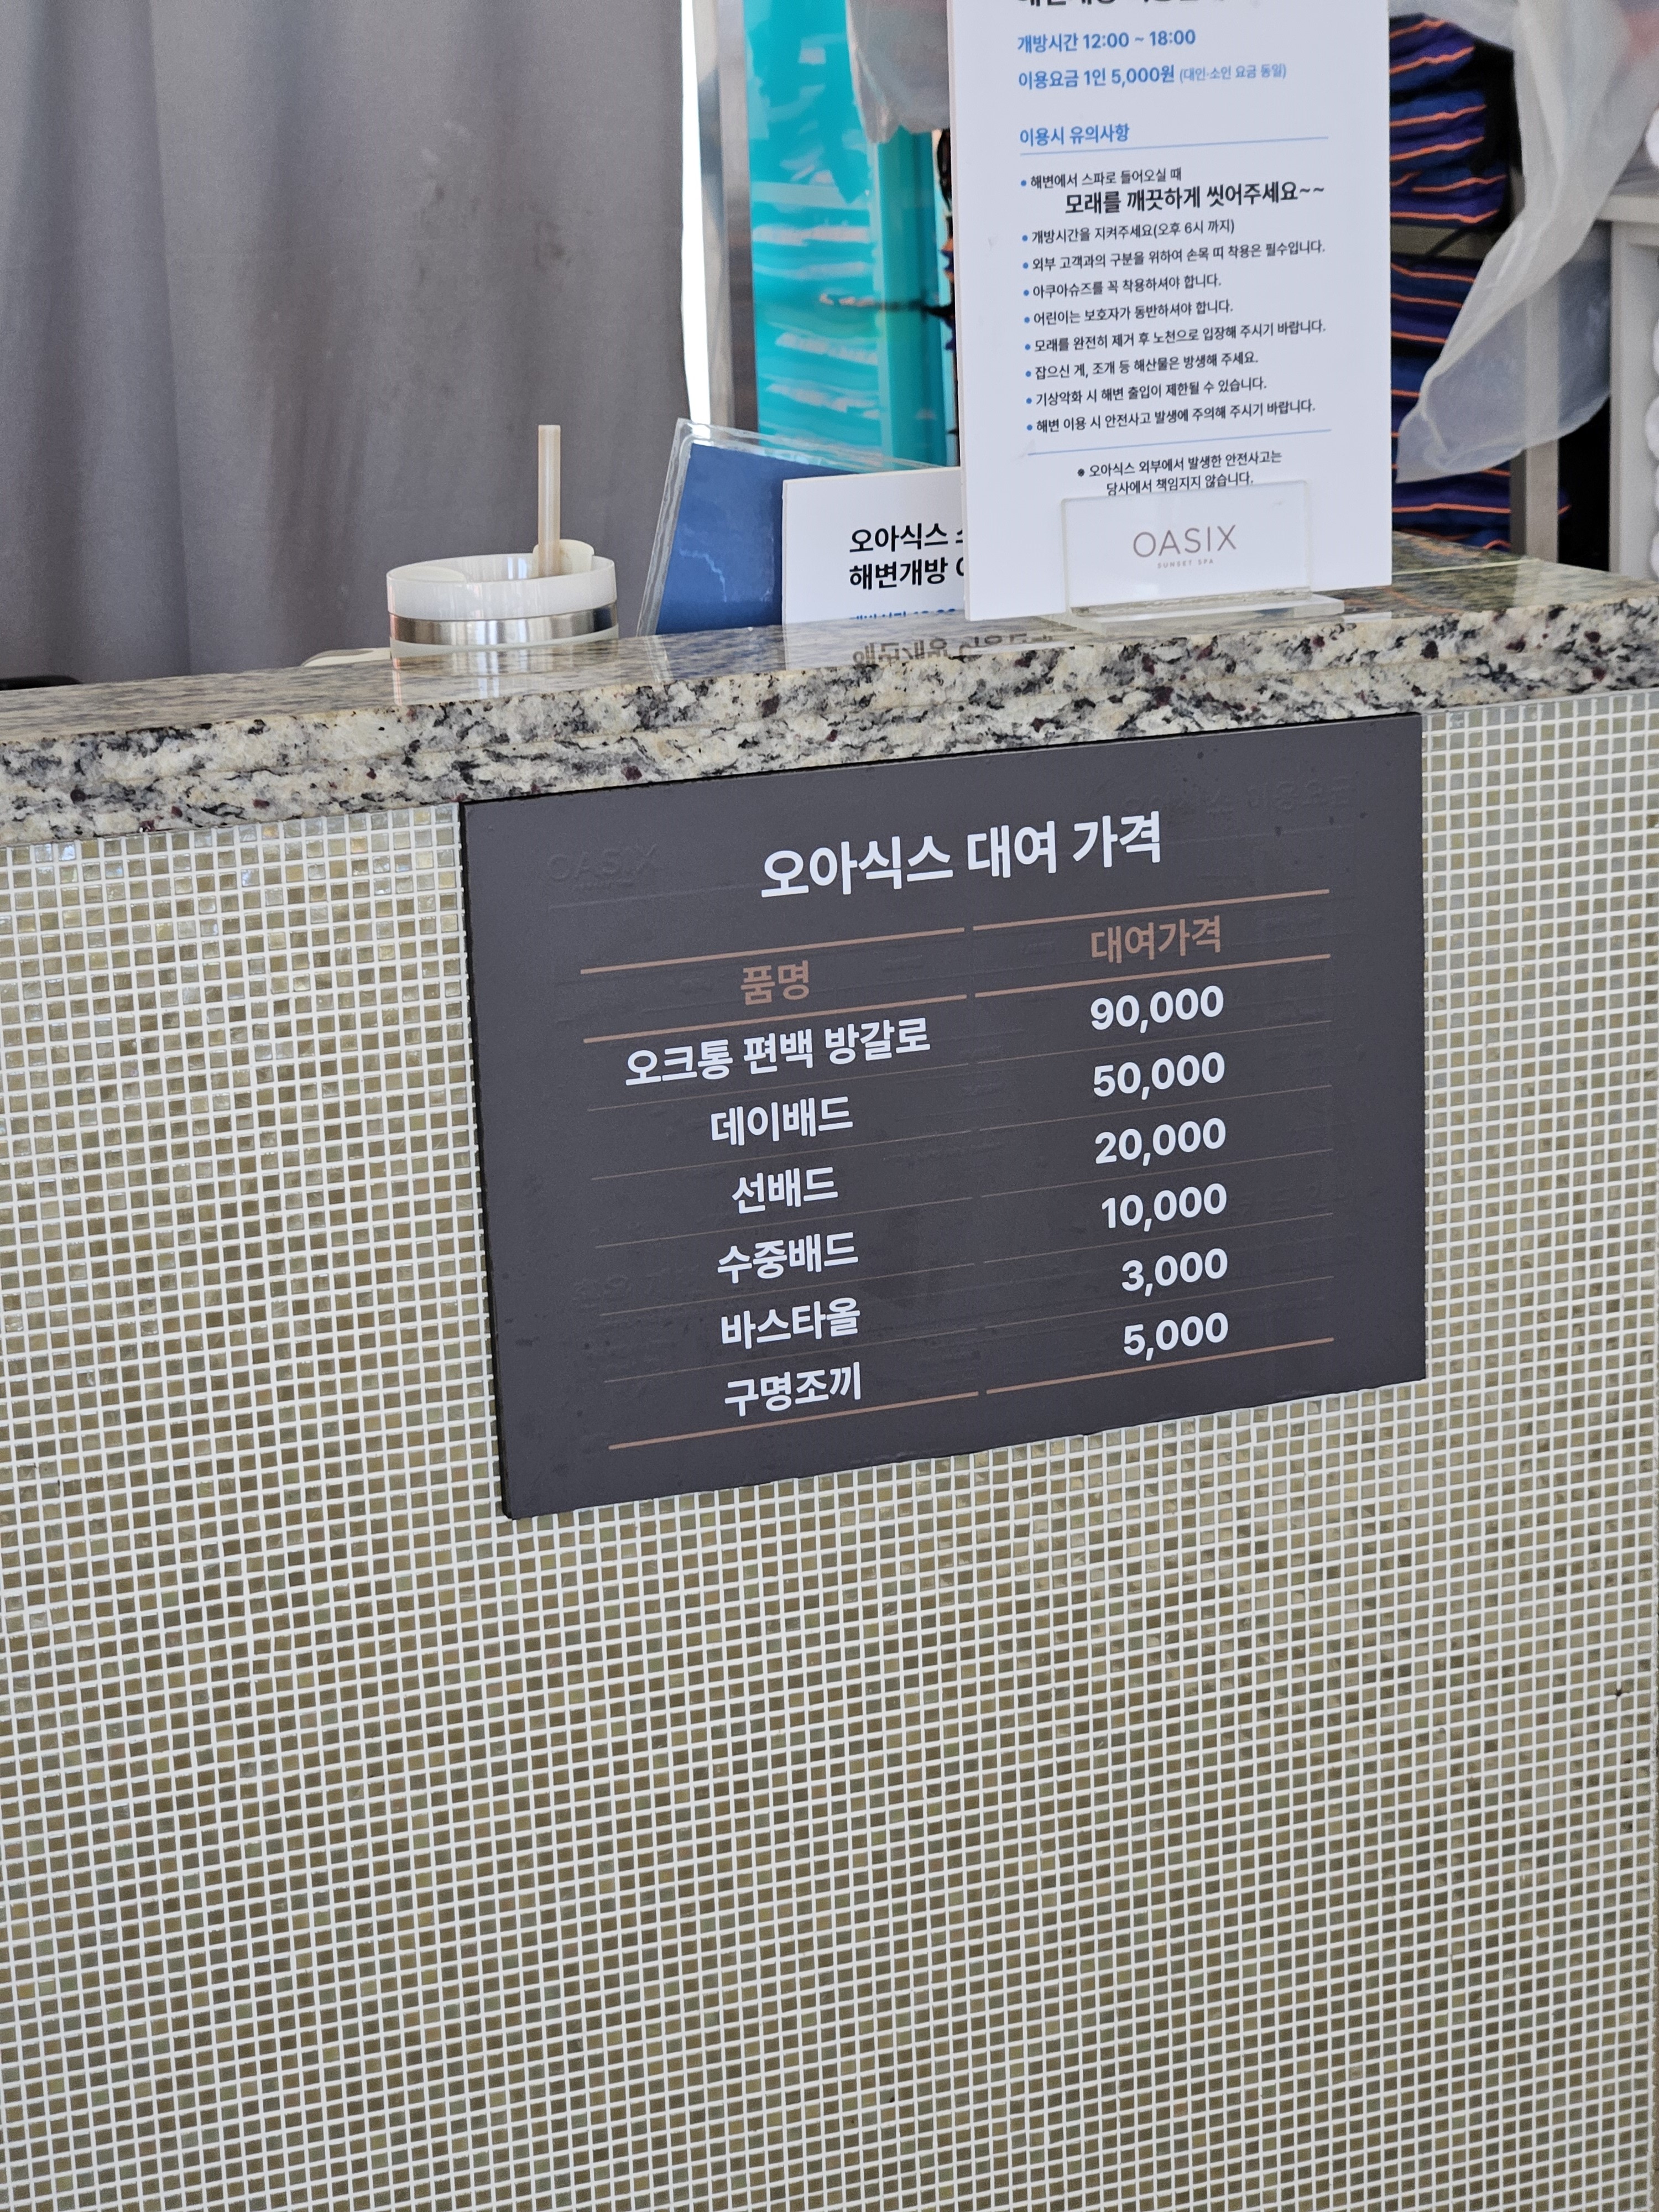 개방시간 12:00 ~ 18:00
이용요금 1인 5,000원 (대인·소인 요금 동일)
이용시 유의사항
• 해변에서 스파로 들어오실 때
모래를 깨끗하게 씻어주세요~~
• 개방시간을 지켜주세요(오후 6시 까지)
• 외부 고객과의 구분을 위하여 손목 띠 착용은 필수입니다.
• 아쿠아슈즈를 꼭 착용하셔야 합니다.
• 어린이는 보호자가 동반하셔야 합니다.
• 모래를 완전히 제거 후 노천으로 입장해 주시기 바랍니다.
• 잡으신 게, 조개 등 해산물은 방생해 주세요.
• 기상악화 시 해변 출입이 제한될 수 있습니다.
• 해변 이용 시 안전사고 발생에 주의해 주시기 바랍니다.
※ 오아식스 외부에서 발생한 안전사고는
당사에서 책임지지 않습니다.
OASIX
SUNSET SPA
오아식스
해변개방
오아식스 대여 가격
품명 대여가격
오크통 편백 방갈로 90,000
데이배드 50,000
선배드 20,000
수중배드 10,000
바스타올 3,000
구명조끼 5,000